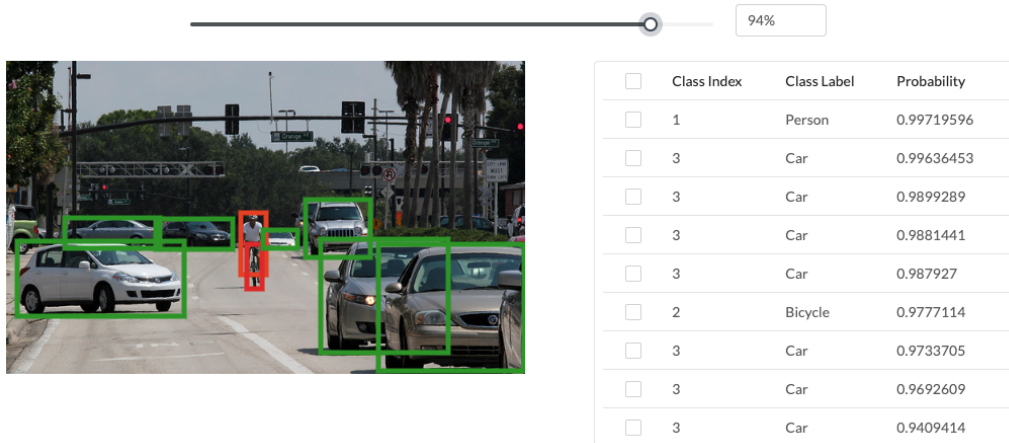 94%
Class Index Class Label Probability
1 Person 0.99719596
3 Car 0.99636453
3 Car 0.9899289
3 Car 0.9881441
3 Car 0.987927
2 Bicycle 0.9777114
3 Car 0.9733705
3 Car 0.9692609
3 Car 0.9409414
Orange